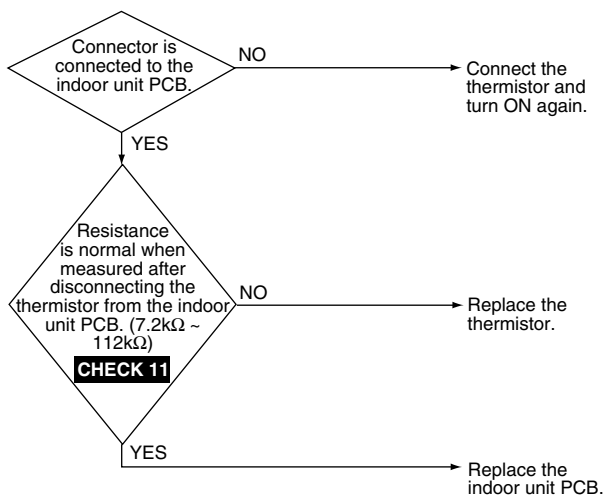 Connector is
connected to the
indoor unit PCB.
NO
Connect the
thermistor and
turn ON again.
YES
Resistance
is normal when
measured after
disconnecting the
thermistor from the indoor
unit PCB. (7.2kΩ ~
112kΩ)
CHECK 11
NO
Replace the
thermistor.
YES
Replace the
indoor unit PCB.